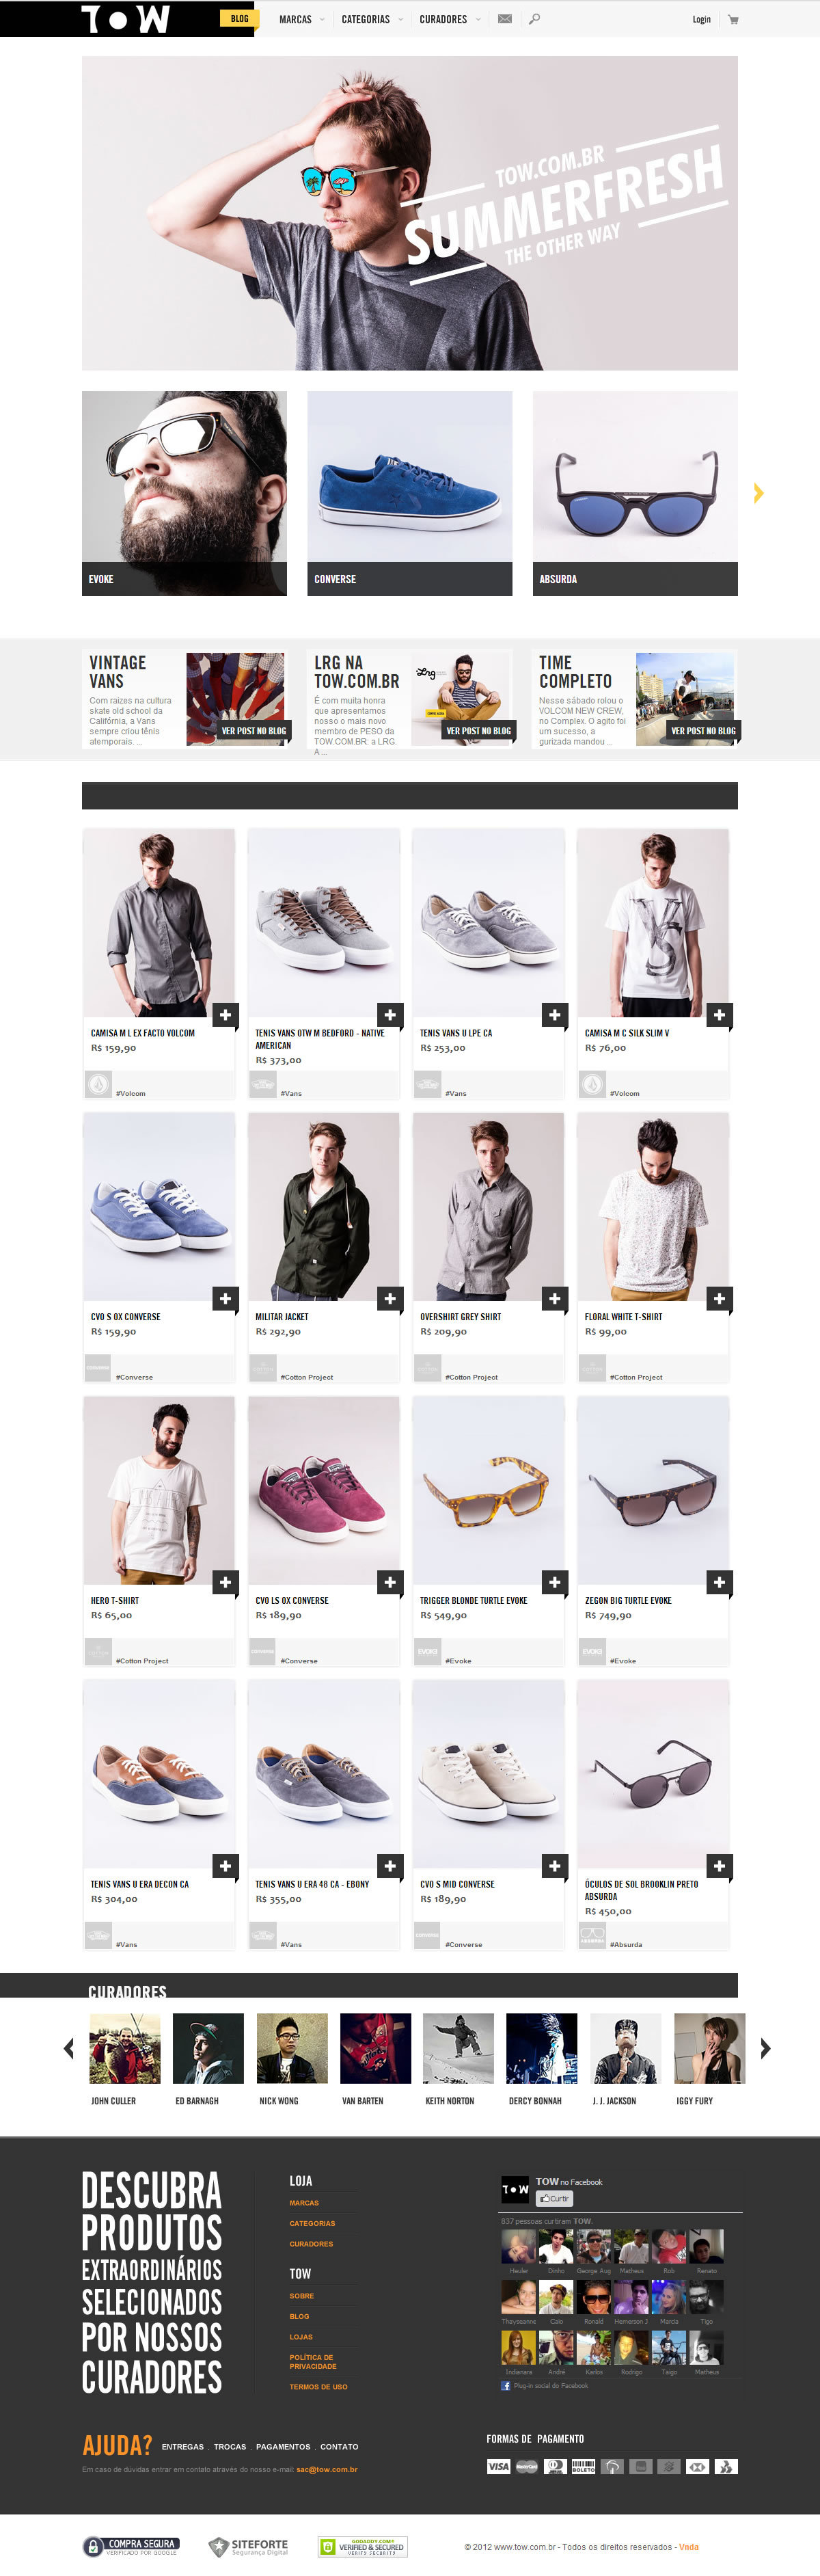 TOW
BLOG
MARCAS
CATEGORIAS
CURADORES
Login
TOW.COM.BR
SUMMERFRESH
THE OTHER WAY
EVOKE
CONVERSE
ABSURDA
VINTAGE
VANS
Com raizes na cultura
skate old school da
Califórnia, a Vans
sempre criou tênis
atemporais. ...
VER POST NO BLOG
LRG NA
TOW.COM.BR
É com muita honra
que apresentamos
nosso o mais novo
membro de PESO da
TOW.COM.BR: a LRG.
A ...
Lrg
VER POST NO BLOG
TIME
COMPLETO
Nesse sábado rolou o
VOLCOM NEW CREW,
no Complex. O agito foi
um sucesso, a
gurizada mandou ...
VER POST NO BLOG
CAMISA M L EX FACTO VOLCOM
R$ 159,90
#Volcom
TENIS VANS OTW M BEDFORD - NATIVE
AMERICAN
R$ 373,00
#Vans
TENIS VANS U LPE CA
R$ 253,00
#Vans
CAMISA M C SILK SLIM V
R$ 76,00
#Volcom
CVO S OX CONVERSE
R$ 159,90
#Converse
MILITAR JACKET
R$ 292,90
#Cotton Project
OVERSHIRT GREY SHIRT
R$ 209,90
#Cotton Project
FLORAL WHITE T-SHIRT
R$ 99,00
#Cotton Project
HERO T-SHIRT
R$ 65,00
#Cotton Project
CVO LS OX CONVERSE
R$ 189,90
#Converse
TRIGGER BLONDE TURTLE EVOKE
R$ 549,90
EVOKE
#Evoke
ZEGON BIG TURTLE EVOKE
R$ 749,90
EVOKE
#Evoke
TENIS VANS U ERA DECON CA
R$ 304,00
#Vans
TENIS VANS U ERA 48 CA - EBONY
R$ 355,00
#Vans
CVO S MID CONVERSE
R$ 189,90
#Converse
ÓCULOS DE SOL BROOKLIN PRETO
ABSURDA
R$ 450,00
ABSURDA
#Absurda
CURADORES
JOHN CULLER
ED BARNAGH
NICK WONG
VAN BARTEN
KEITH NORTON
DERCY BONNAH
J. J. JACKSON
IGGY FURY
DESCUBRA
PRODUTOS
EXTRAORDINÁRIOS
SELECIONADOS
POR NOSSOS
CURADORES
LOJA
MARCAS
CATEGORIAS
CURADORES
TOW
SOBRE
BLOG
LOJAS
POLÍTICA DE
PRIVACIDADE
TERMOS DE USO
TOW
TOW no Facebook
Curtir
837 pessoas curtiram TOW.
Heuler Dinho George Aug Matheus Rob Renato
Thayseanne Caio Ronald Hemerson J Marcia Tigo
Indianara André Karlos Rodrigo Taigo Matheus
Plug-in social do Facebook
AJUDA?
ENTREGAS . TROCAS . PAGAMENTOS . CONTATO
Em caso de dúvidas entrar em contato através do nosso e-mail: sac@tow.com.br
FORMAS DE PAGAMENTO
VISA
BOLETO
COMPRA SEGURA
VERIFICADO POR GOOGLE
SITEFORTE
Segurança Digital
GODADDY.COM
VERIFIED & SECURED
VERIFY SECURITY
© 2012 www.tow.com.br - Todos os direitos reservados - Vnda